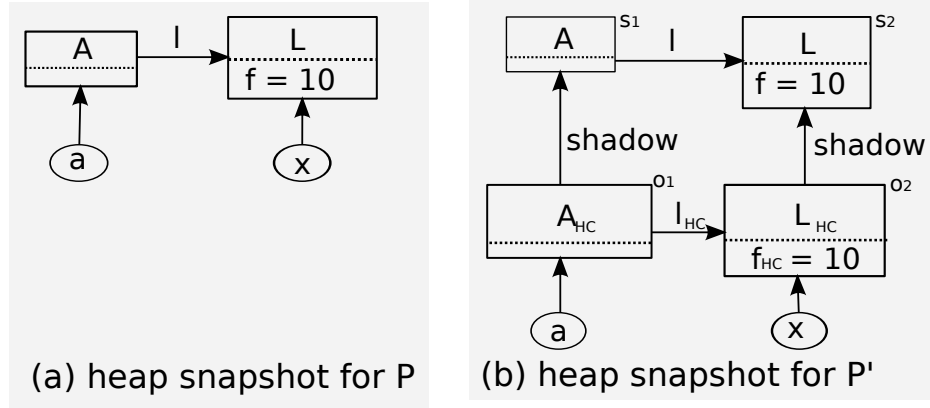 A
l
L
f = 10
a
x
(a) heap snapshot for P
A
s1
l
L
s2
f = 10
shadow
shadow
o1
o2
AHC
lHC
LHC
fHC = 10
a
x
(b) heap snapshot for P'